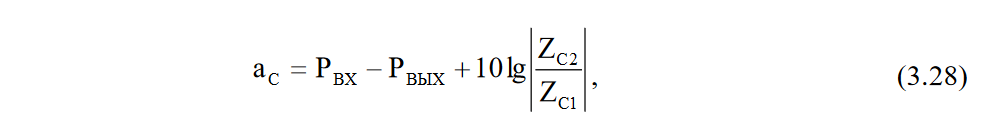 a_C = P_ВХ − P_ВЫХ + 10 lg |Z_C2 / Z_C1| , (3.28)